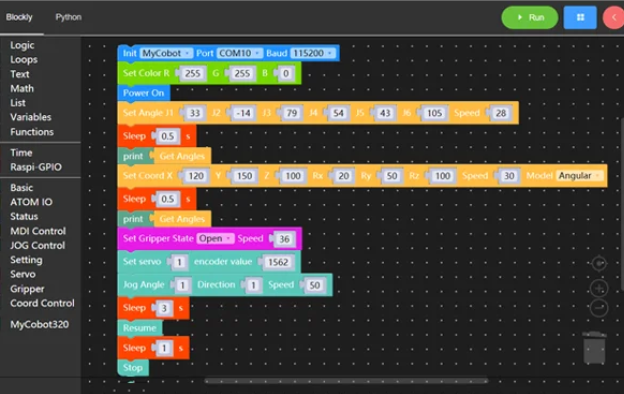 Blockly Python Run
Logic
Loops
Text
Math
List
Variables
Functions
Time
Raspi-GPIO
Basic
ATOM IO
Status
MDI Control
JOG Control
Setting
Servo
Gripper
Coord Control
MyCobot320
Init MyCobot Port COM10 Baud 115200
Set Color R 255 G 255 B 0
Power On
Set Angle J1 33 J2 -14 J3 79 J4 54 J5 43 J6 105 Speed 28
Sleep 0.5 s
print Get Angles
Set Coord X 120 Y 150 Z 100 Rx 20 Ry 50 Rz 100 Speed 30 Model Angular
Sleep 0.5 s
print Get Angles
Set Gripper State Open Speed 36
Set servo 1 encoder value 1562
Jog Angle 1 Direction 1 Speed 50
Sleep 3 s
Resume
Sleep 1 s
Stop